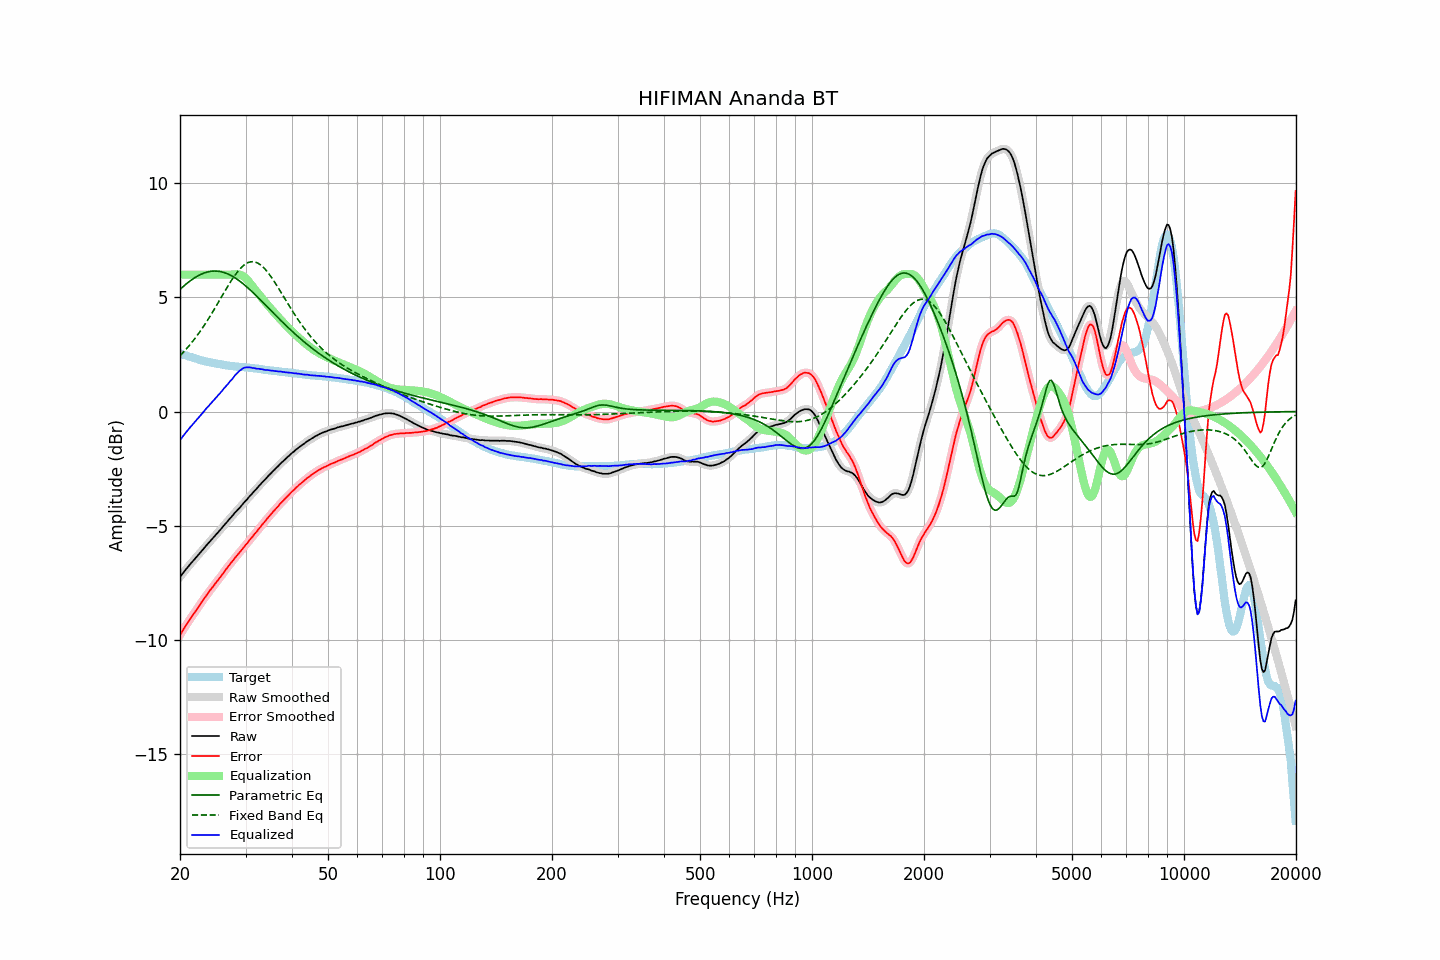 HIFIMAN Ananda BT
Amplitude (dBr)
10
5
0
−5
−10
−15
Target
Raw Smoothed
Error Smoothed
Raw
Error
Equalization
Parametric Eq
Fixed Band Eq
Equalized
20 50 100 200 500 1000 2000 5000 10000 20000
Frequency (Hz)